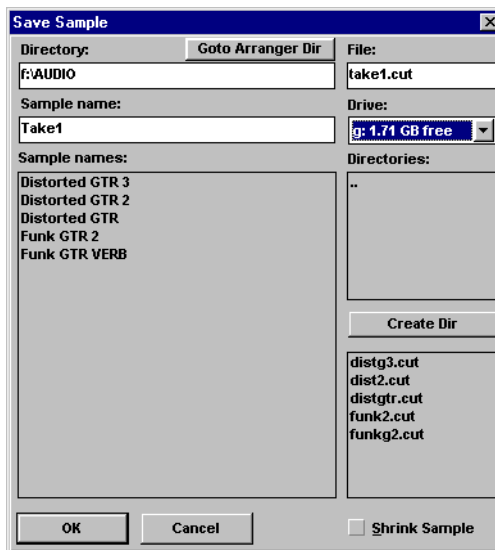 Save Sample
Directory:
Goto Arranger Dir
File:
f:\AUDIO
take1.cut
Sample name:
Drive:
Take1
g: 1.71 GB free
Sample names:
Directories:
Distorted GTR 3
Distorted GTR 2
Distorted GTR
Funk GTR 2
Funk GTR VERB
..
Create Dir
distg3.cut
dist2.cut
distgtr.cut
funk2.cut
funkg2.cut
OK
Cancel
Shrink Sample